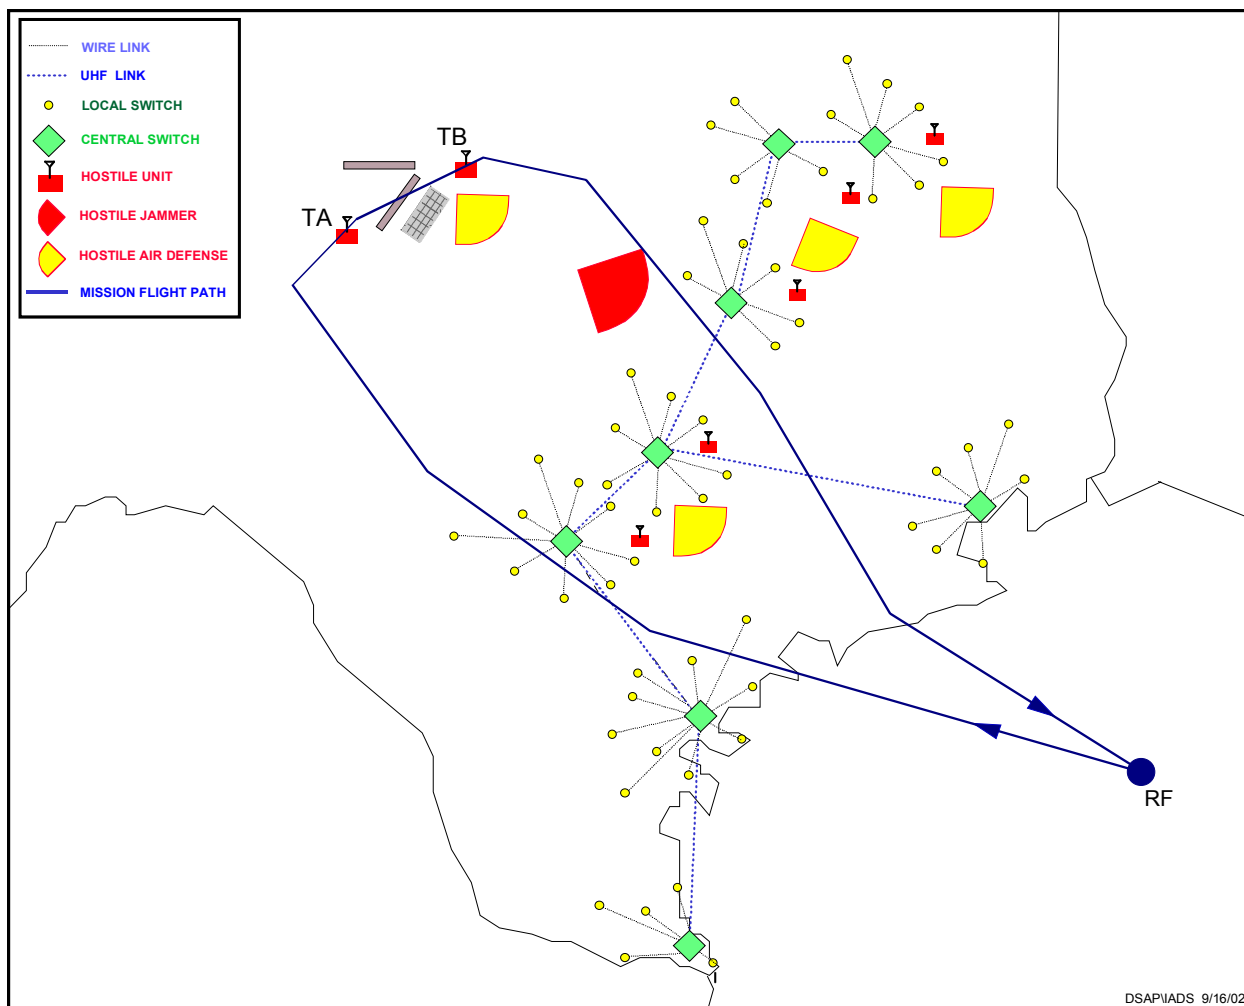 WIRE LINK
UHF LINK
LOCAL SWITCH
CENTRAL SWITCH
HOSTILE UNIT
HOSTILE JAMMER
HOSTILE AIR DEFENSE
MISSION FLIGHT PATH
TB
TA
RF
DSAP\IADS 9/16/02